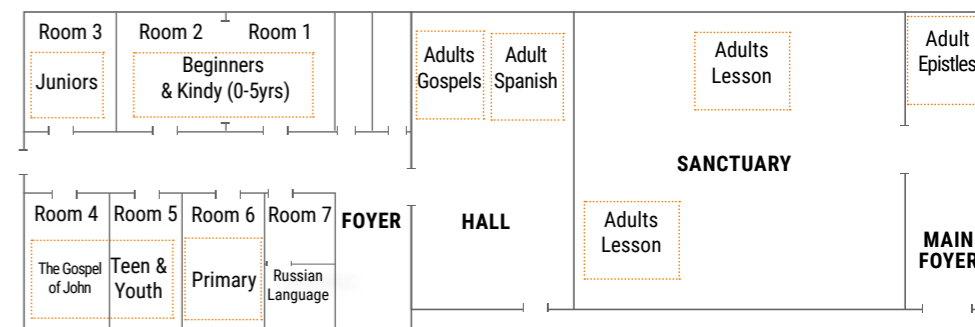 Room 3
Room 2
Room 1
Juniors
Beginners
& Kindy (0-5yrs)
Adults
Gospels
Adult
Spanish
Adults
Lesson
Adult
Epistles
SANCTUARY
Room 4
Room 5
Room 6
Room 7
FOYER
HALL
Adults
Lesson
MAIN
FOYER
The Gospel
of John
Teen &
Youth
Primary
Russian
Language